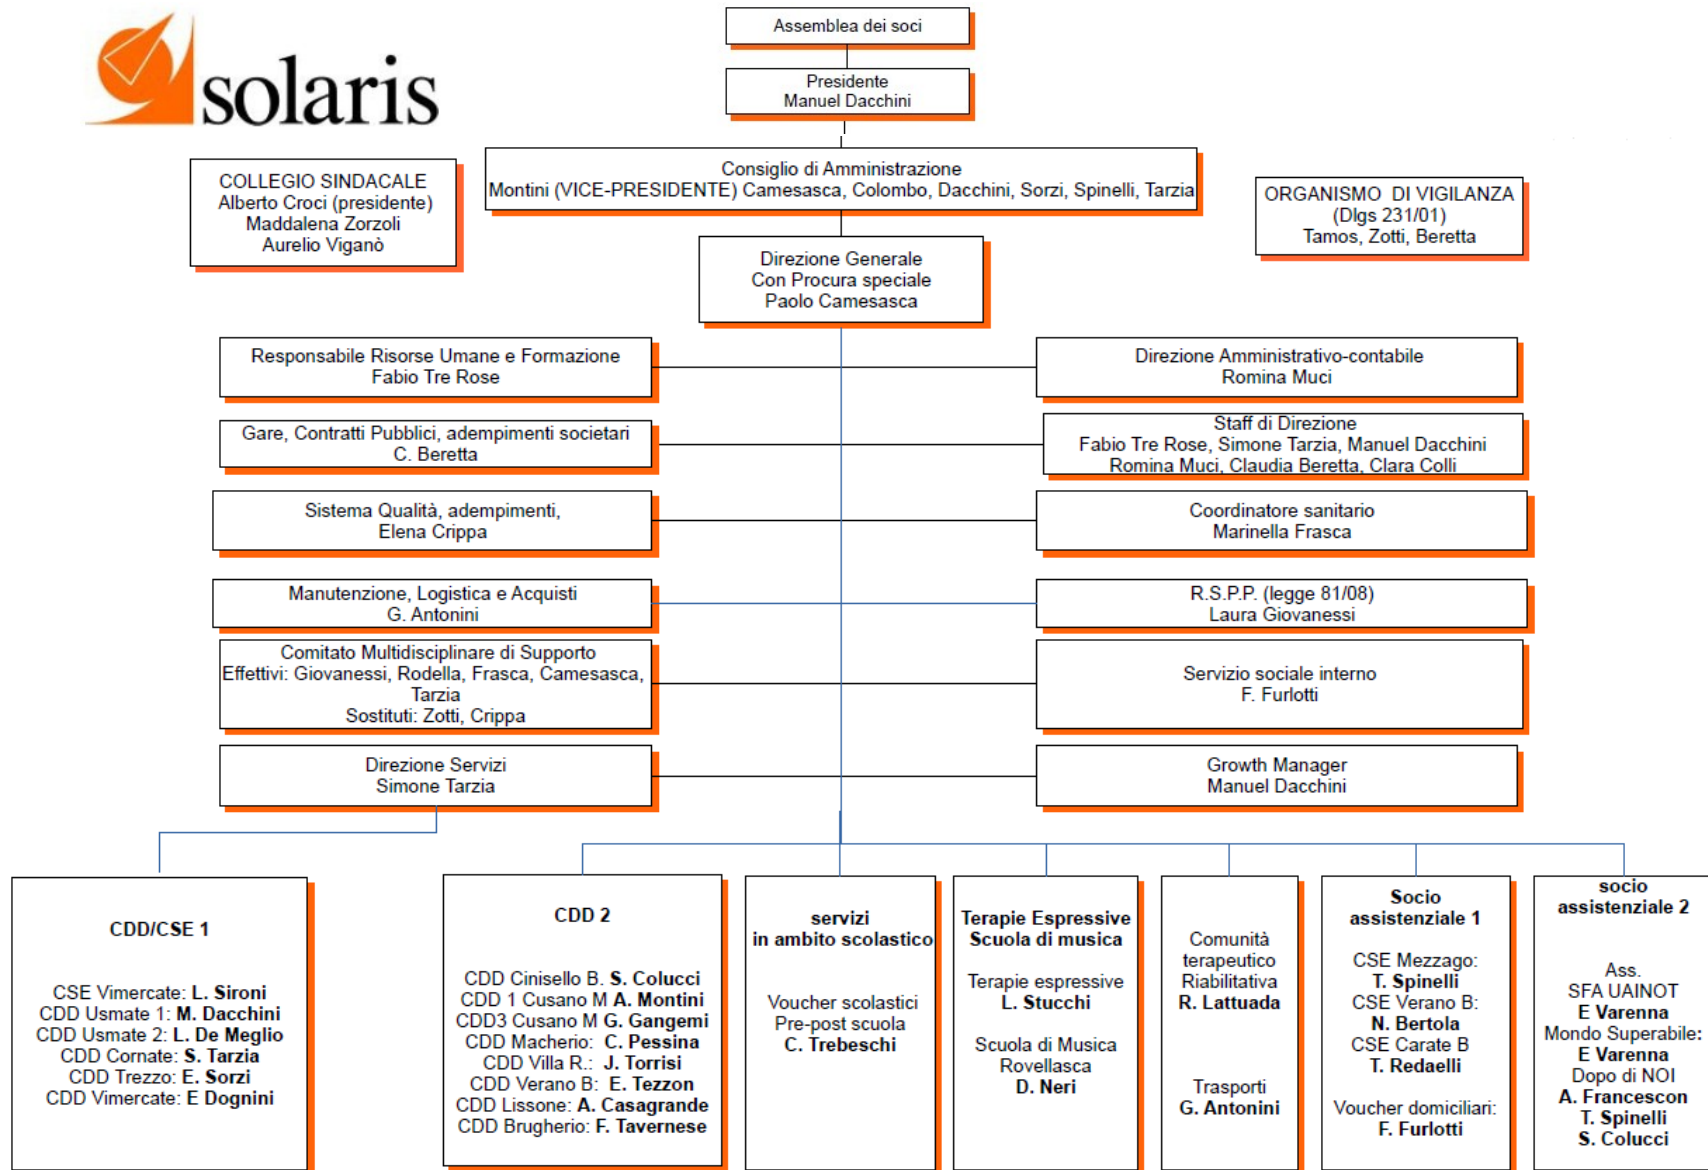 solaris
Assemblea dei soci
Presidente
Manuel Dacchini
COLLEGIO SINDACALE
Alberto Croci (presidente)
Maddalena Zorzoli
Aurelio Viganò
Consiglio di Amministrazione
Montini (VICE-PRESIDENTE) Camesasca, Colombo, Dacchini, Sorzi, Spinelli, Tarzia
ORGANISMO DI VIGILANZA
(Dlgs 231/01)
Tamos, Zotti, Beretta
Direzione Generale
Con Procura speciale
Paolo Camesasca
Responsabile Risorse Umane e Formazione
Fabio Tre Rose
Direzione Amministrativo-contabile
Romina Muci
Gare, Contratti Pubblici, adempimenti societari
C. Beretta
Staff di Direzione
Fabio Tre Rose, Simone Tarzia, Manuel Dacchini
Romina Muci, Claudia Beretta, Clara Colli
Sistema Qualità, adempimenti,
Elena Crippa
Coordinatore sanitario
Marinella Frasca
Manutenzione, Logistica e Acquisti
G. Antonini
R.S.P.P. (legge 81/08)
Laura Giovanessi
Comitato Multidisciplinare di Supporto
Effettivi: Giovanessi, Rodella, Frasca, Camesasca,
Tarzia
Sostituti: Zotti, Crippa
Servizio sociale interno
F. Furlotti
Direzione Servizi
Simone Tarzia
Growth Manager
Manuel Dacchini
CDD/CSE 1
CSE Vimercate: L. Sironi
CDD Usmate 1: M. Dacchini
CDD Usmate 2: L. De Meglio
CDD Cornate: S. Tarzia
CDD Trezzo: E. Sorzi
CDD Vimercate: E Dognini
CDD 2
CDD Cinisello B. S. Colucci
CDD 1 Cusano M A. Montini
CDD3 Cusano M G. Gangemi
CDD Macherio: C. Pessina
CDD Villa R.: J. Torrisi
CDD Verano B: E. Tezzon
CDD Lissone: A. Casagrande
CDD Brugherio: F. Tavernese
servizi
in ambito scolastico
Voucher scolastici
Pre-post scuola
C. Trebeschi
Terapie Espressive
Scuola di musica
Terapie espressive
L. Stucchi
Scuola di Musica
Rovellasca
D. Neri
Comunità
terapeutico
Riabilitativa
R. Lattuada
Trasporti
G. Antonini
Socio
assistenziale 1
CSE Mezzago:
T. Spinelli
CSE Verano B:
N. Bertola
CSE Carate B
T. Redaelli
Voucher domiciliari:
F. Furlotti
socio
assistenziale 2
Ass.
SFA UAINOT
E Varenna
Mondo Superabile:
E Varenna
Dopo di NOI
A. Francescon
T. Spinelli
S. Colucci